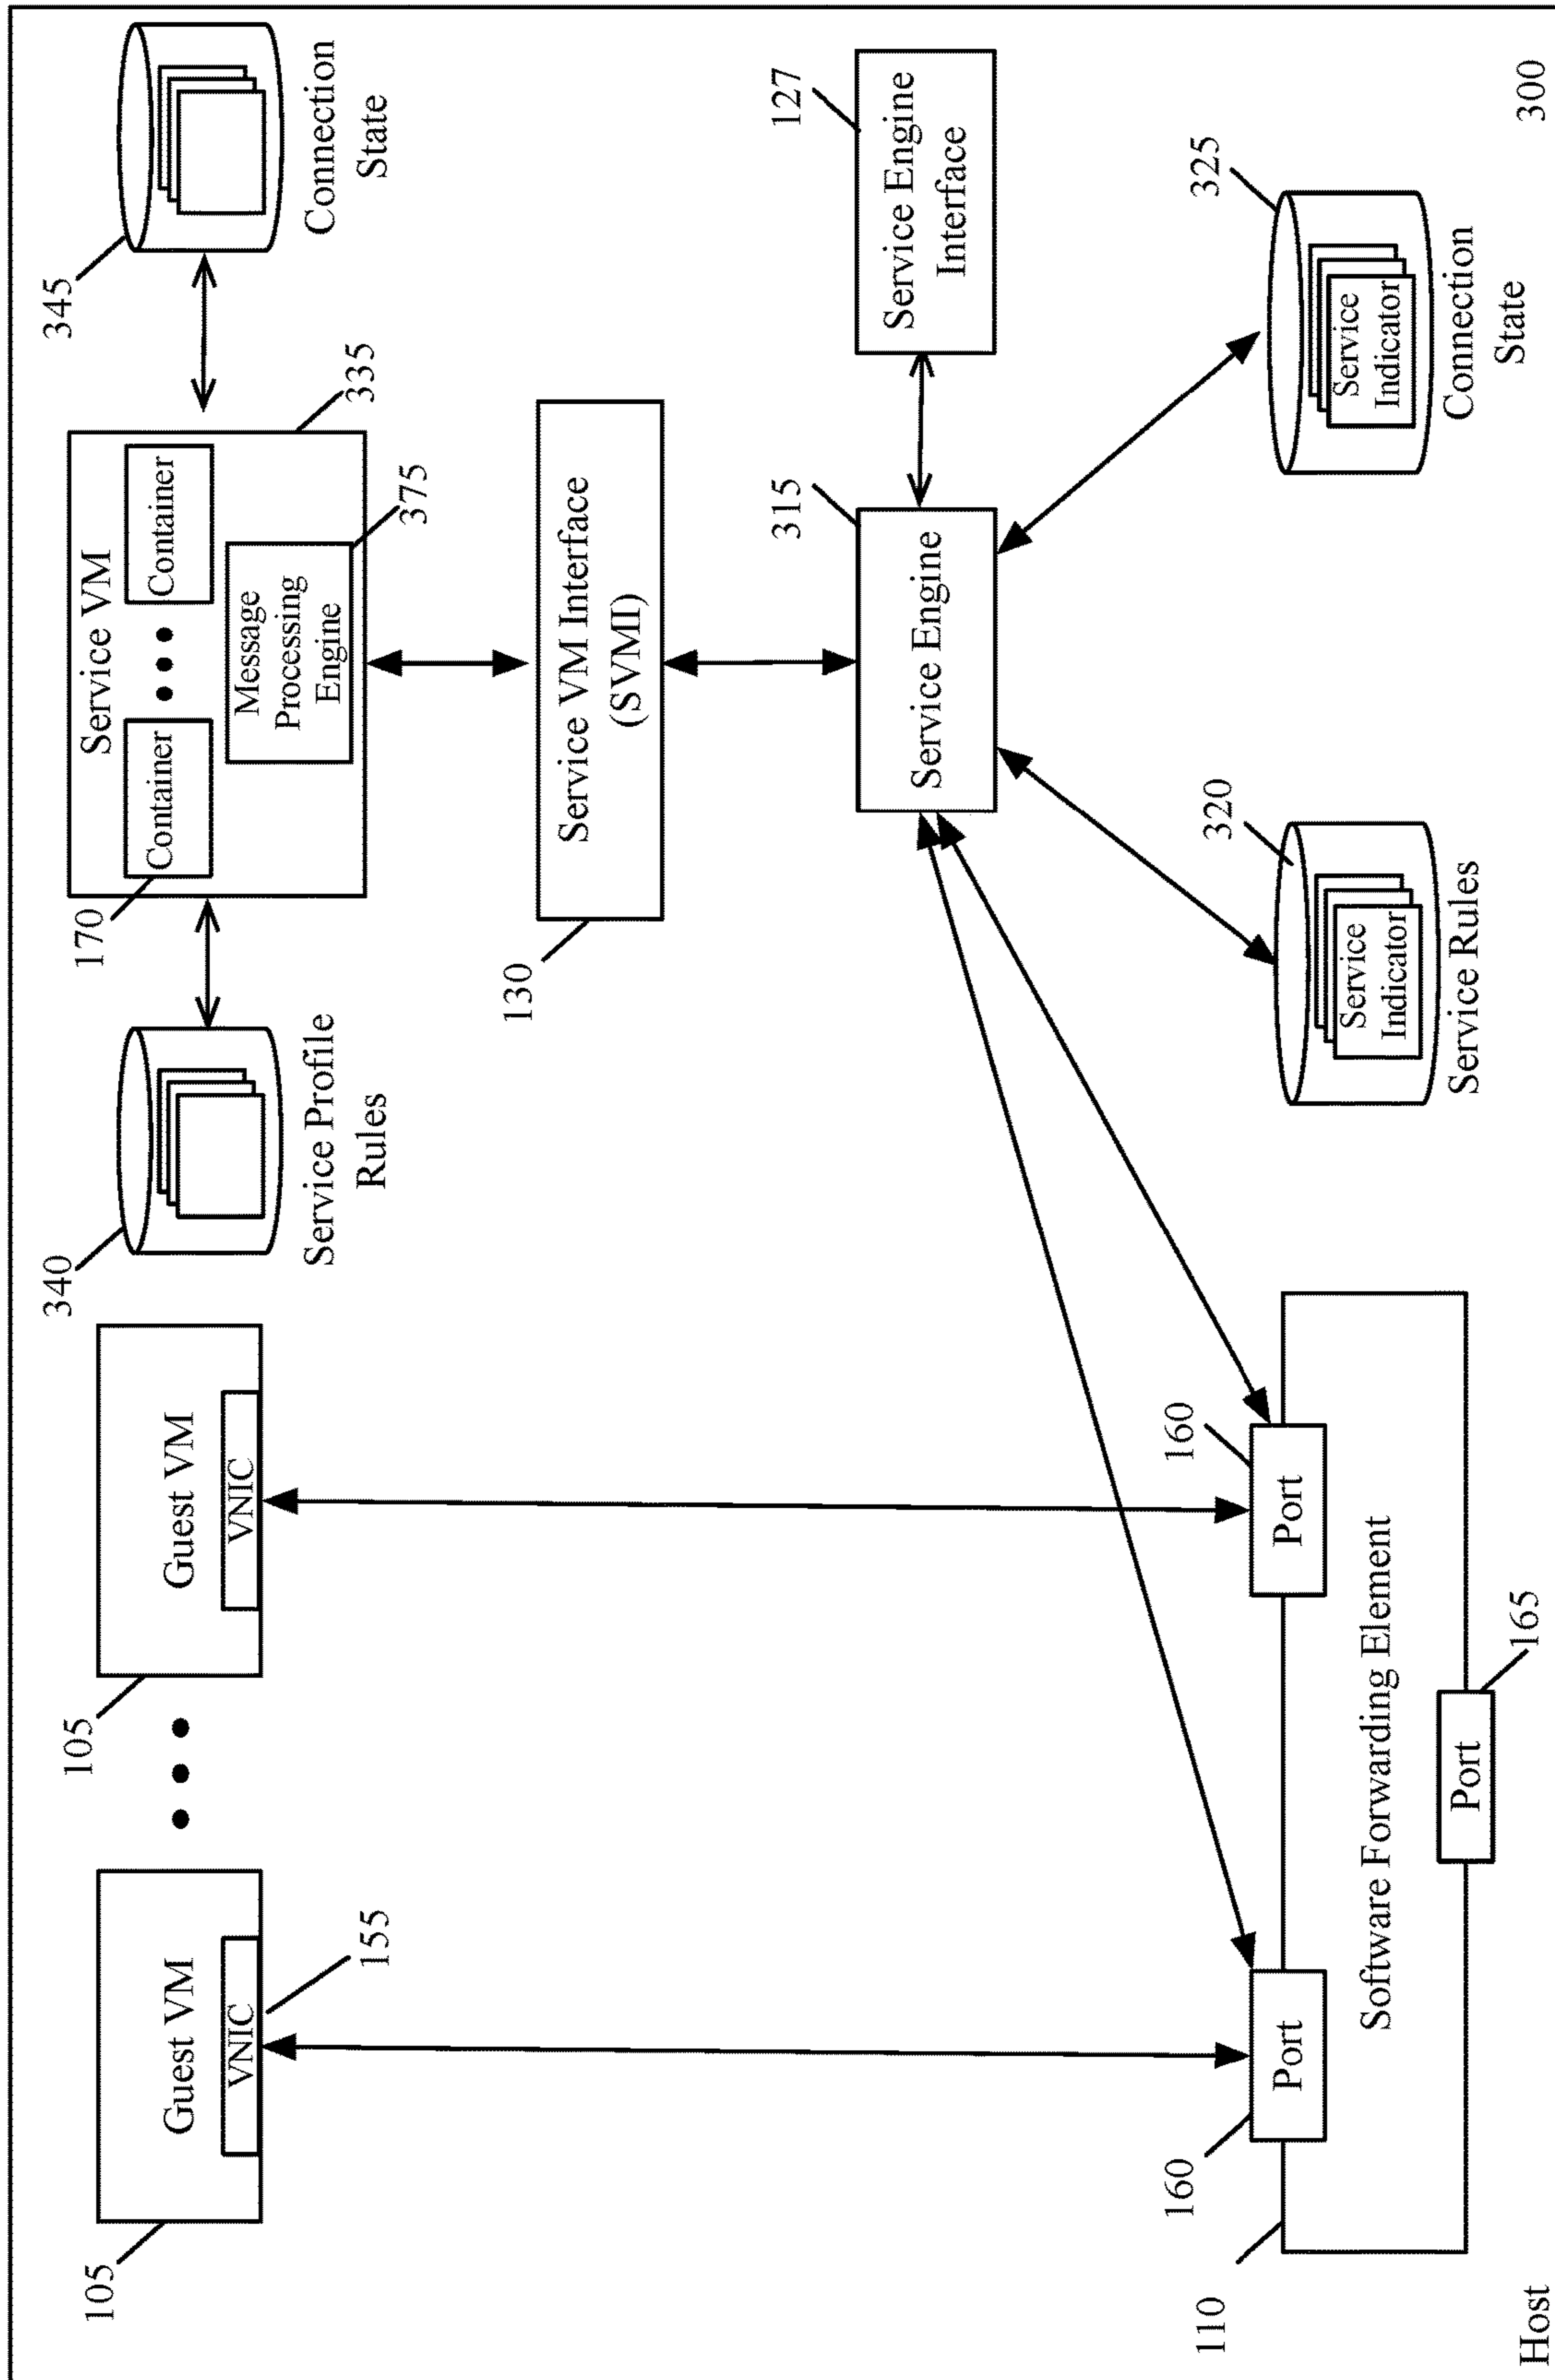 105
Guest VM
VNIC
155
105
Guest VM
VNIC
340
Service Profile
Rules
170
Service VM
Container
Container
Message
Processing
Engine
335
375
345
Connection
State
130
Service VM Interface
(SVMI)
315
Service Engine
127
Service Engine
Interface
110
160
Port
160
Port
Software Forwarding Element
Port
165
320
Service
Indicator
Service Rules
325
Service
Indicator
Connection
State
Host
300